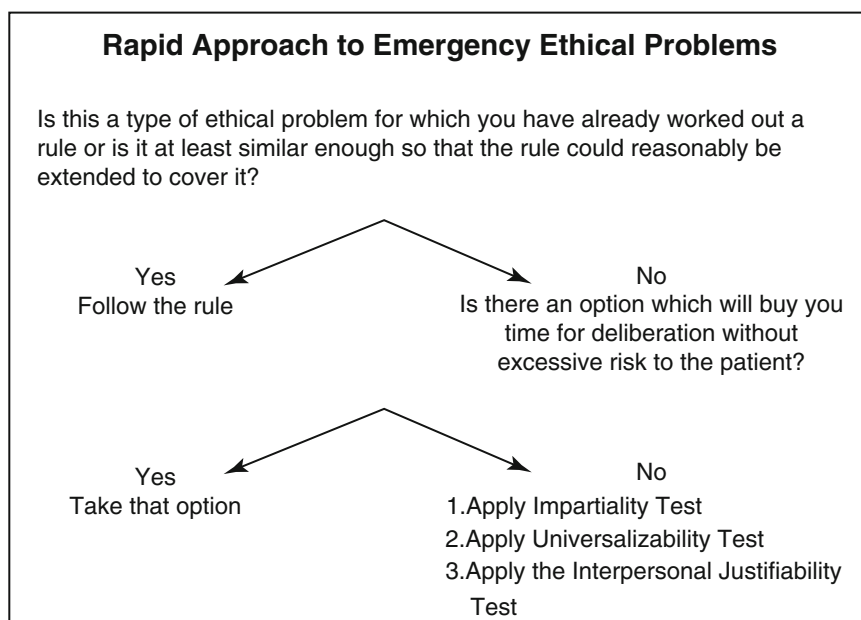 Rapid Approach to Emergency Ethical Problems
Is this a type of ethical problem for which you have already worked out a
rule or is it at least similar enough so that the rule could reasonably be
extended to cover it?
Yes
Follow the rule
No
Is there an option which will buy you
time for deliberation without
excessive risk to the patient?
Yes
Take that option
No
1.Apply Impartiality Test
2.Apply Universalizability Test
3.Apply the Interpersonal Justifiability
Test